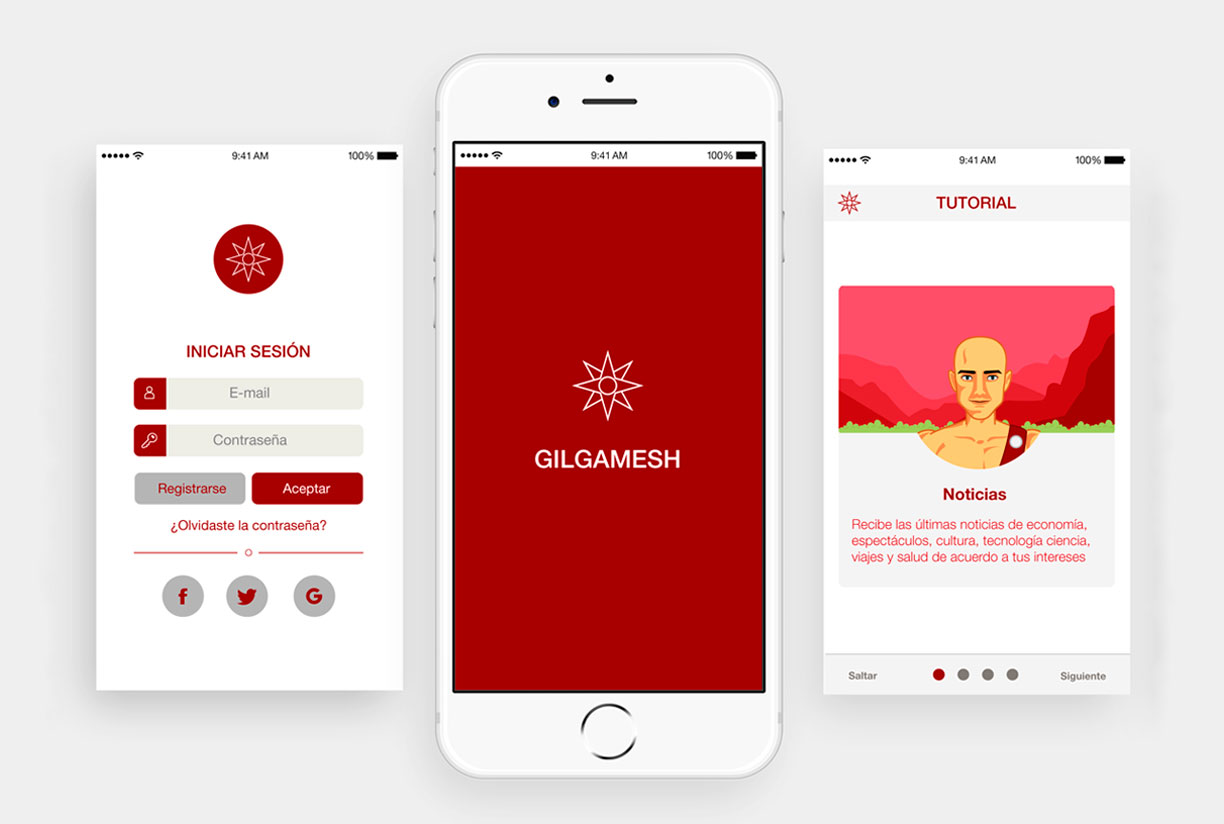 9:41 AM 100%
INICIAR SESIÓN
E-mail
Contraseña
Registrarse Aceptar
¿Olvidaste la contraseña?
f G
9:41 AM 100%
GILGAMESH
9:41 AM 100%
TUTORIAL
Noticias
Recibe las últimas noticias de economía,
espectáculos, cultura, tecnología ciencia,
viajes y salud de acuerdo a tus intereses
Saltar Siguiente